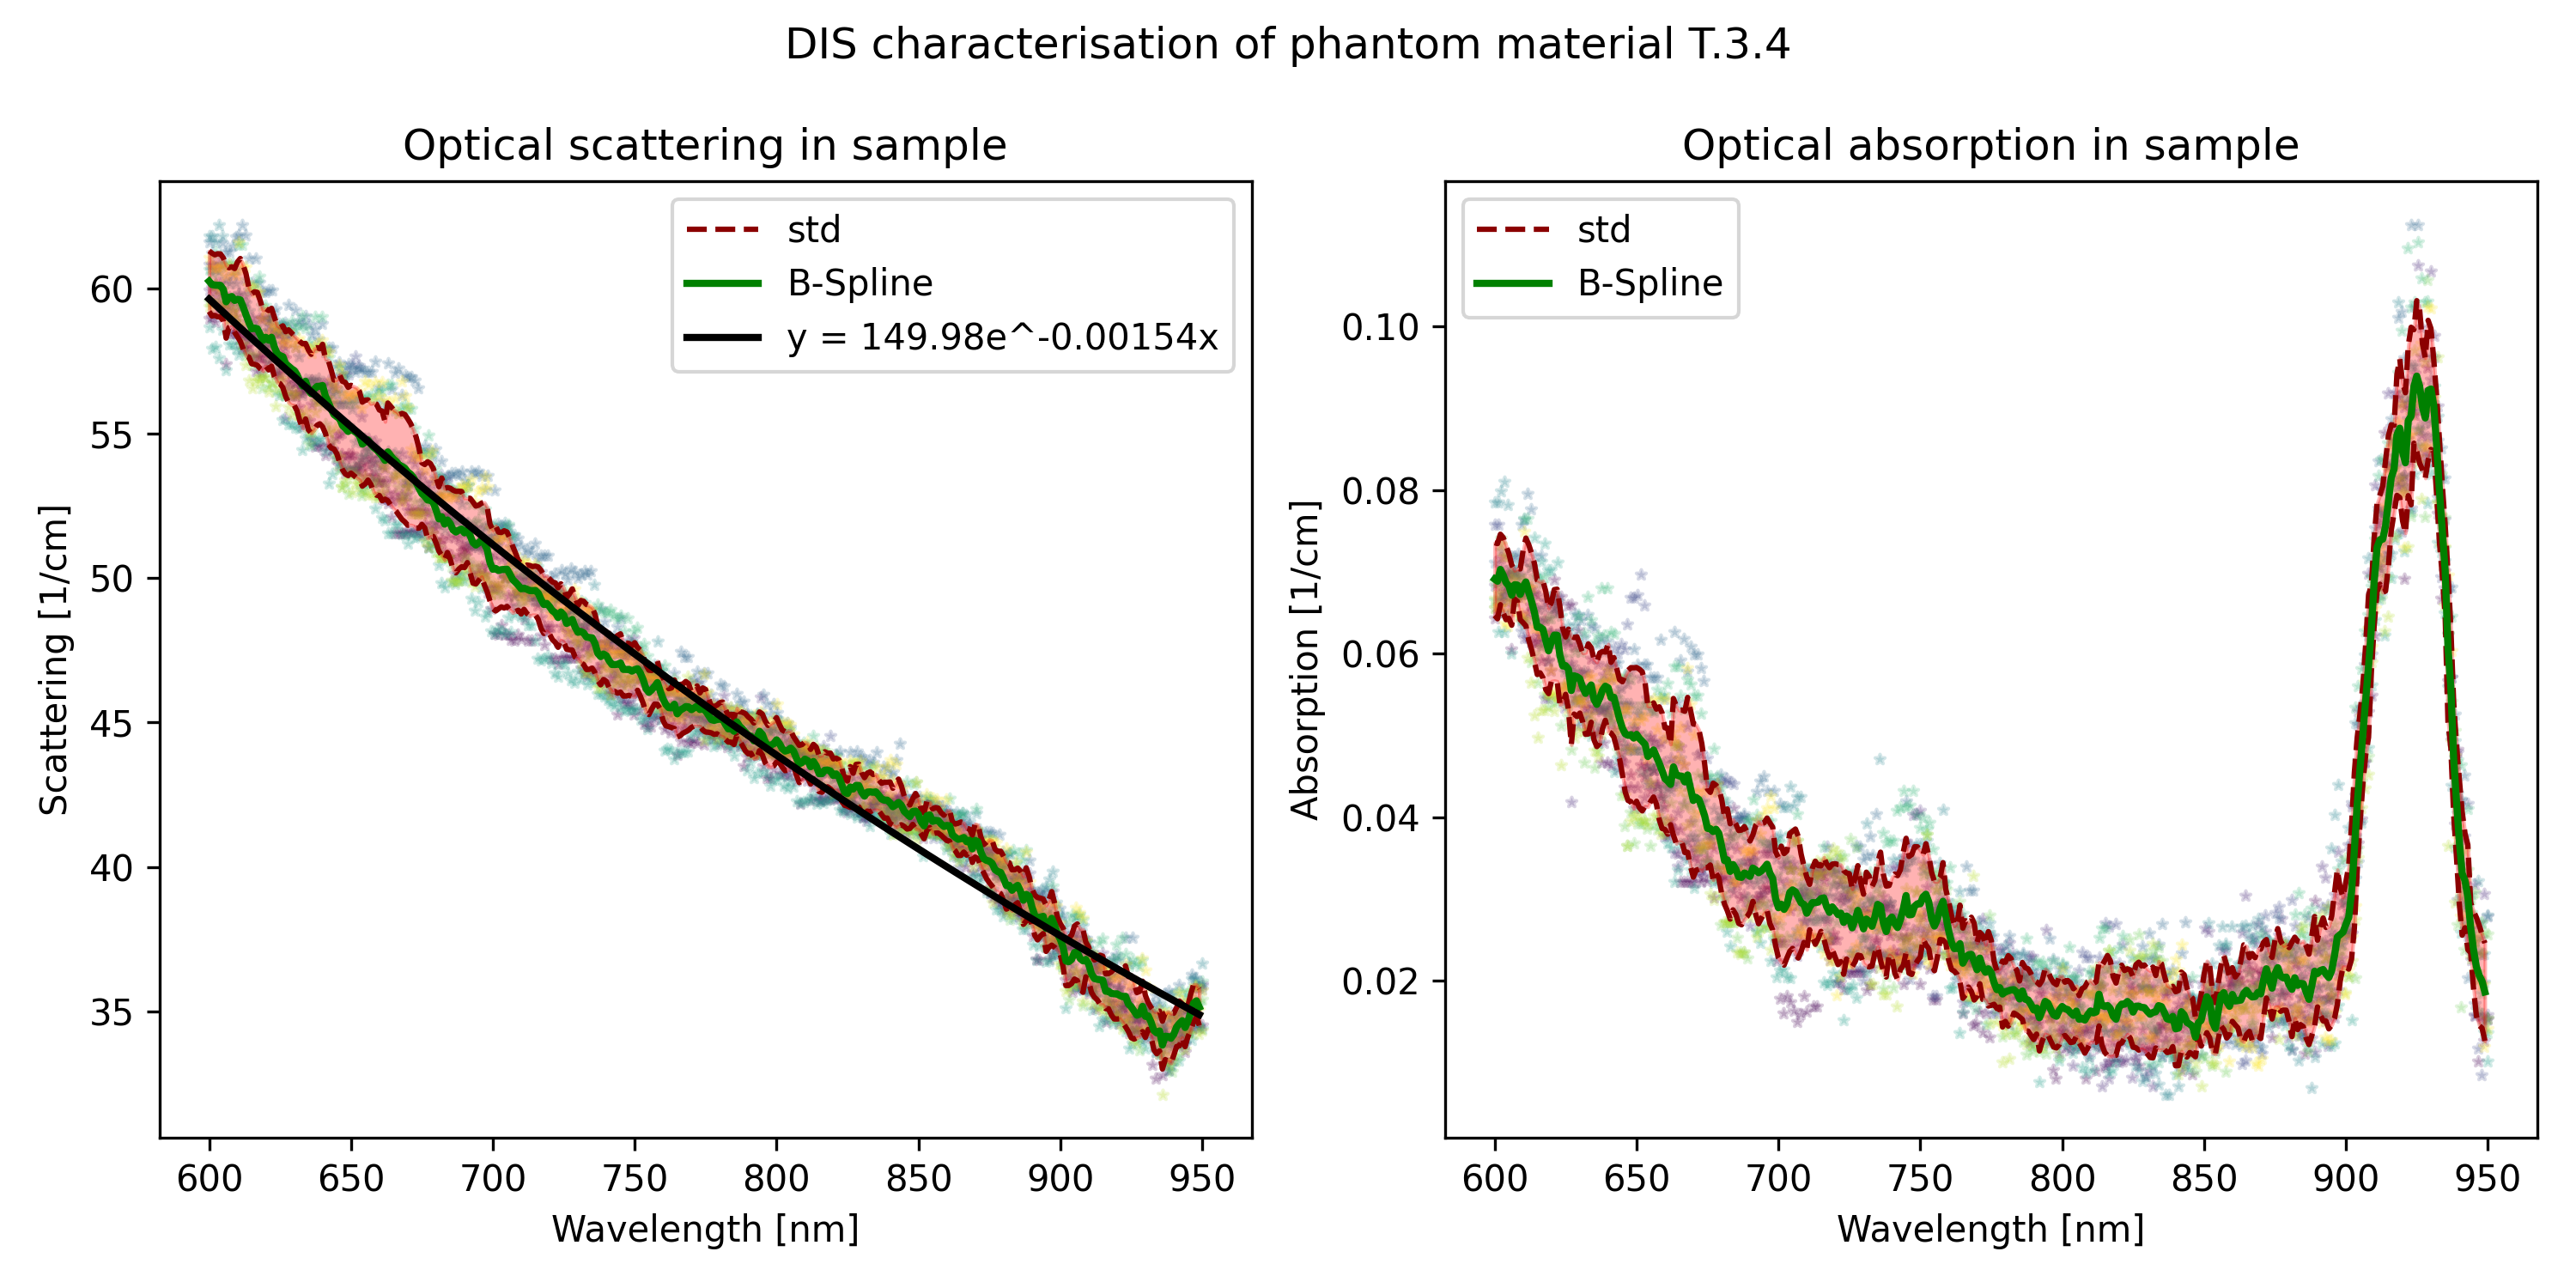 DIS characterisation of phantom material T.3.4
Optical scattering in sample
std
B-Spline
y = 149.98e^-0.00154x
60
55
50
45
40
35
Scattering [1/cm]
600 650 700 750 800 850 900 950
Wavelength [nm]
Optical absorption in sample
std
B-Spline
0.10
0.08
0.06
0.04
0.02
Absorption [1/cm]
600 650 700 750 800 850 900 950
Wavelength [nm]